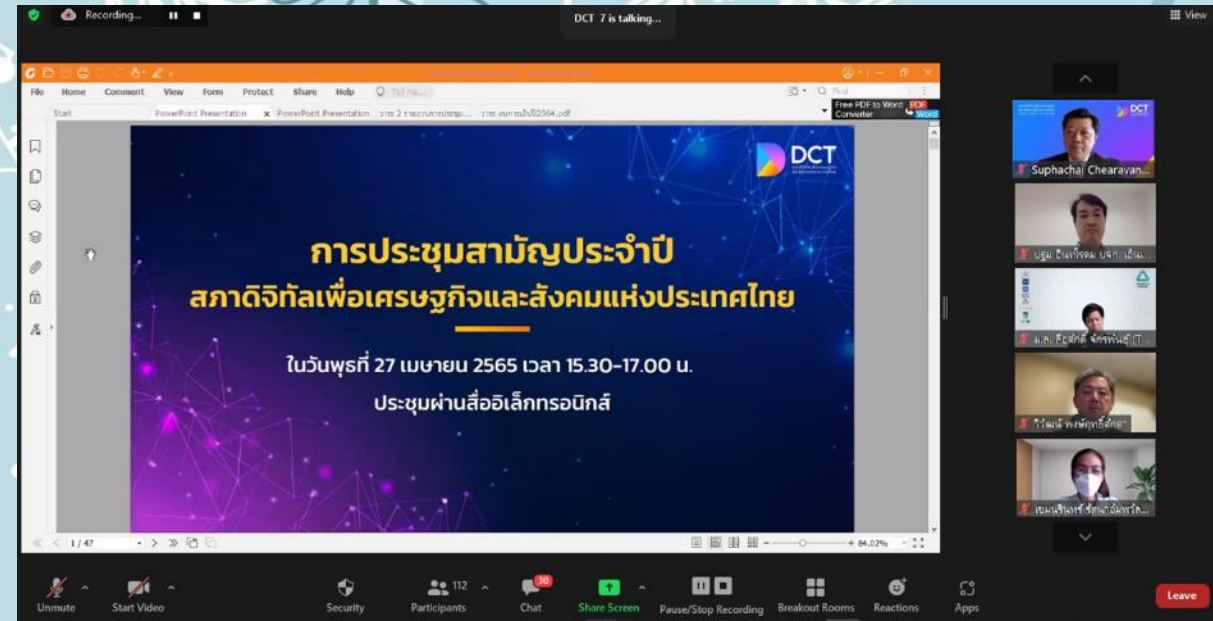 Recording...
DCT 7 is talking...
View
File Home Comment View Form Protect Share Help
Free PDF to Word Converter
PDF
Word
Start
PowerPoint Presentation
PowerPoint Presentation
DCT
การประชุมสามัญประจำปี
สภาดิจิทัลเพื่อเศรษฐกิจและสังคมแห่งประเทศไทย
ในวันพุธที่ 27 เมษายน 2565 เวลา 15.30-17.00 น.
ประชุมผ่านสื่ออิเล็กทรอนิกส์
DCT
Suphachai Chearavan...
1 / 47
84.02%
Unmute
Start Video
Security
112
Participants
30
Chat
Share Screen
Pause/Stop Recording
Breakout Rooms
Reactions
Apps
Leave